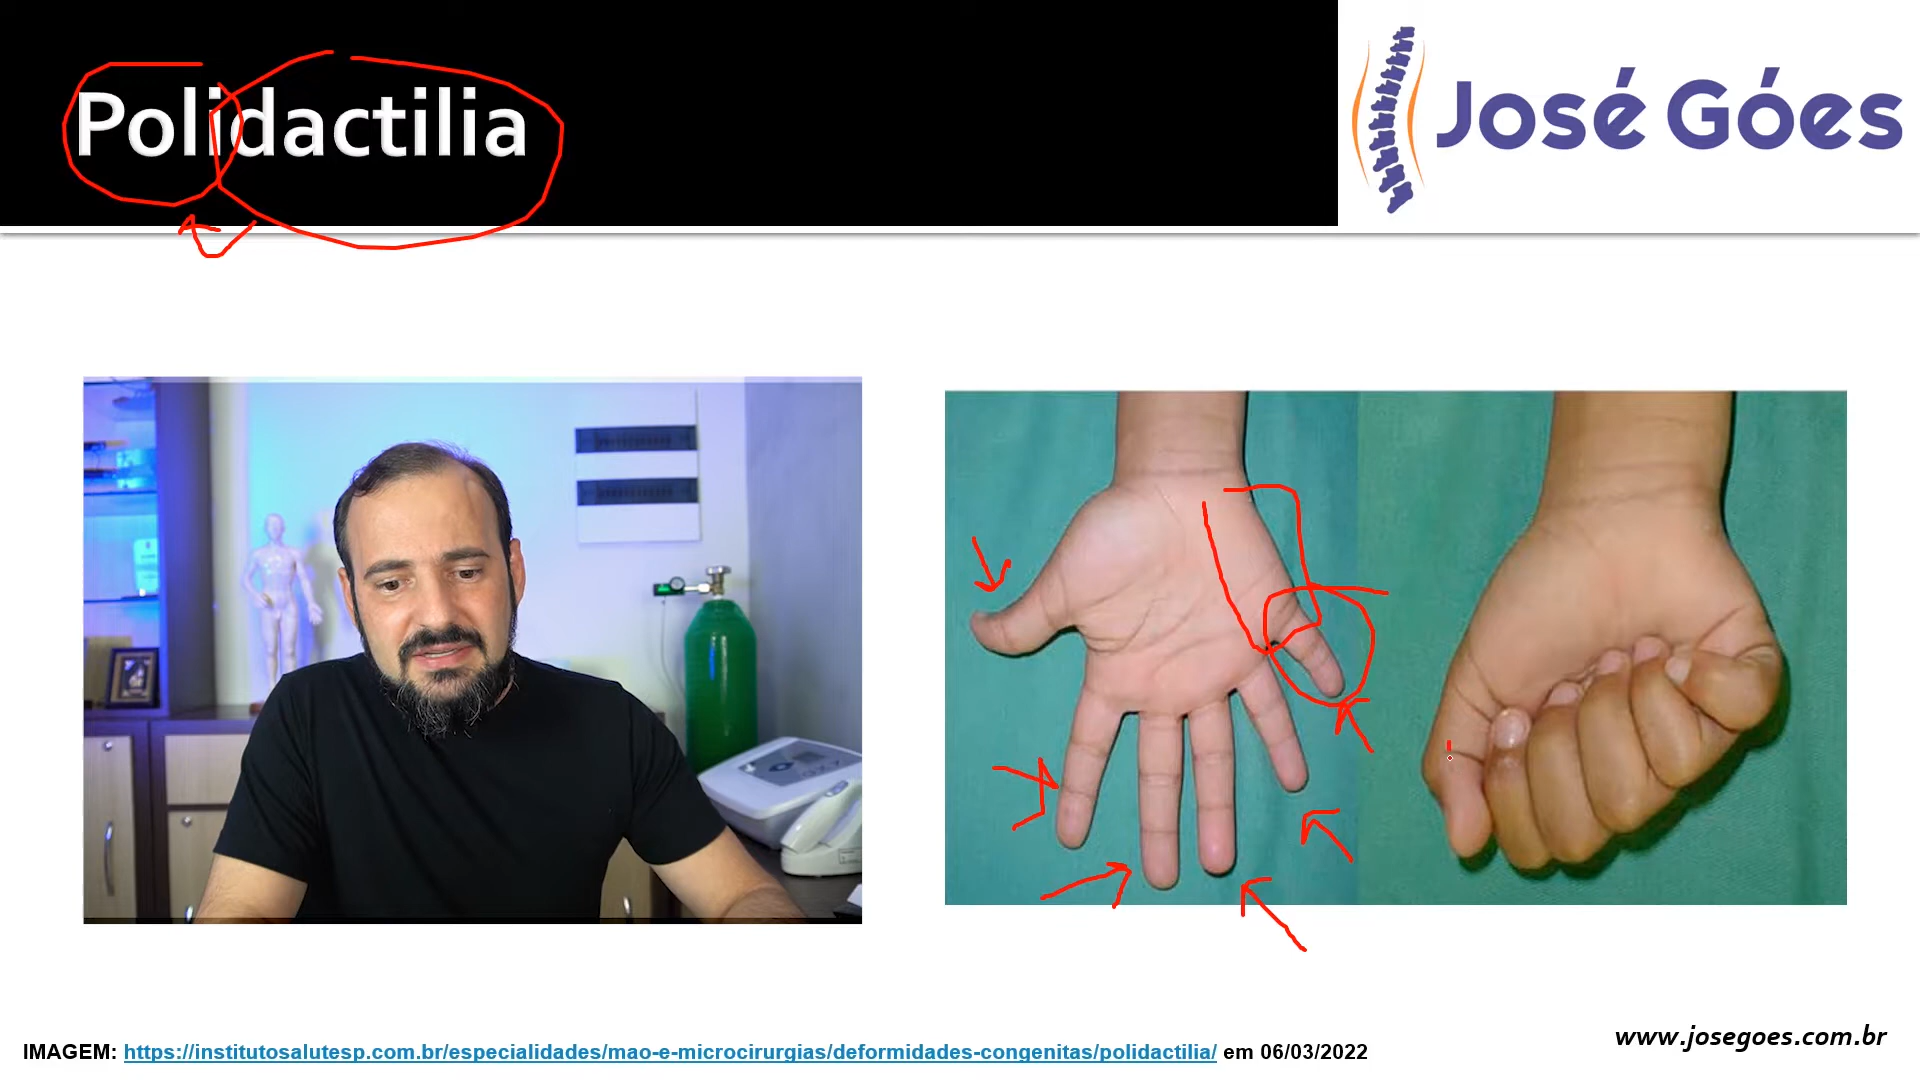 Polidactilia
José Góes
www.josegoes.com.br
IMAGEM: https://institutosalutesp.com.br/especialidades/mao-e-microcirurgias/deformidades-congenitas/polidactilia/ em 06/03/2022